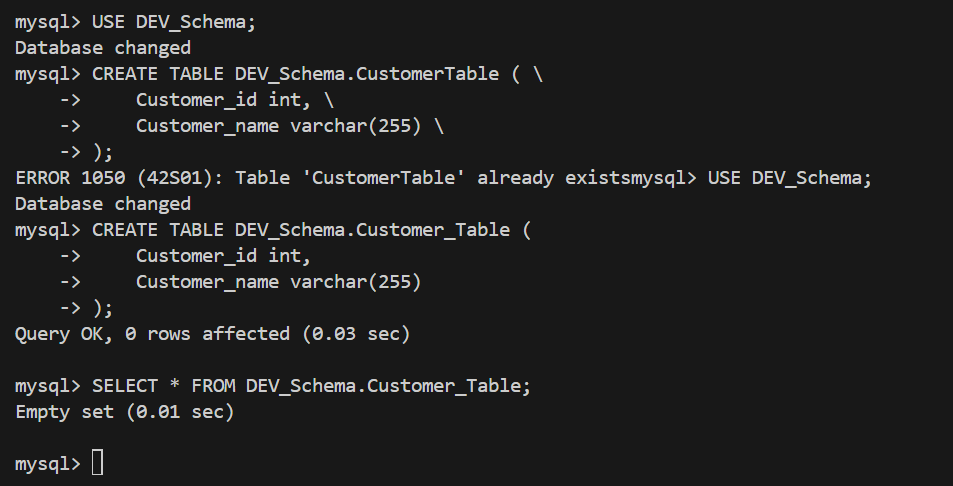 mysql> USE DEV_Schema;
Database changed
mysql> CREATE TABLE DEV_Schema.CustomerTable ( \
    ->     Customer_id int, \
    ->     Customer_name varchar(255) \
    -> );
ERROR 1050 (42S01): Table 'CustomerTable' already existsmysql> USE DEV_Schema;
Database changed
mysql> CREATE TABLE DEV_Schema.Customer_Table (
    ->     Customer_id int,
    ->     Customer_name varchar(255)
    -> );
Query OK, 0 rows affected (0.03 sec)
mysql> SELECT * FROM DEV_Schema.Customer_Table;
Empty set (0.01 sec)
mysql>